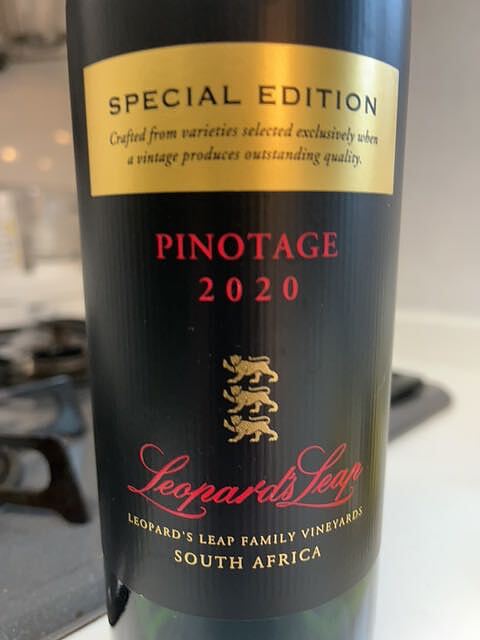 SPECIAL EDITION
Crafted from varieties selected exclusively when
a vintage produces outstanding quality.
PINOTAGE
2020
Leopard's Leap
LEOPARD'S LEAP FAMILY VINEYARDS
SOUTH AFRICA